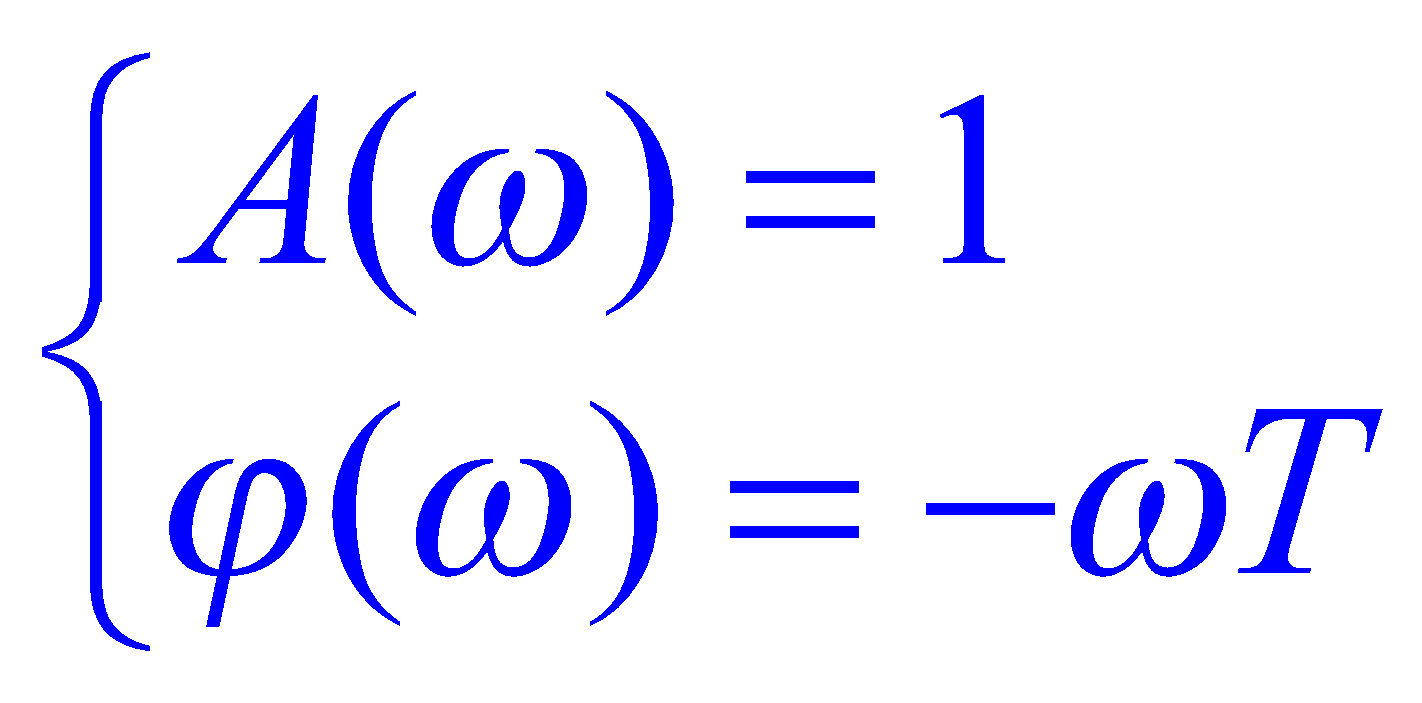 A(ω) = 1
φ(ω) = −ωT